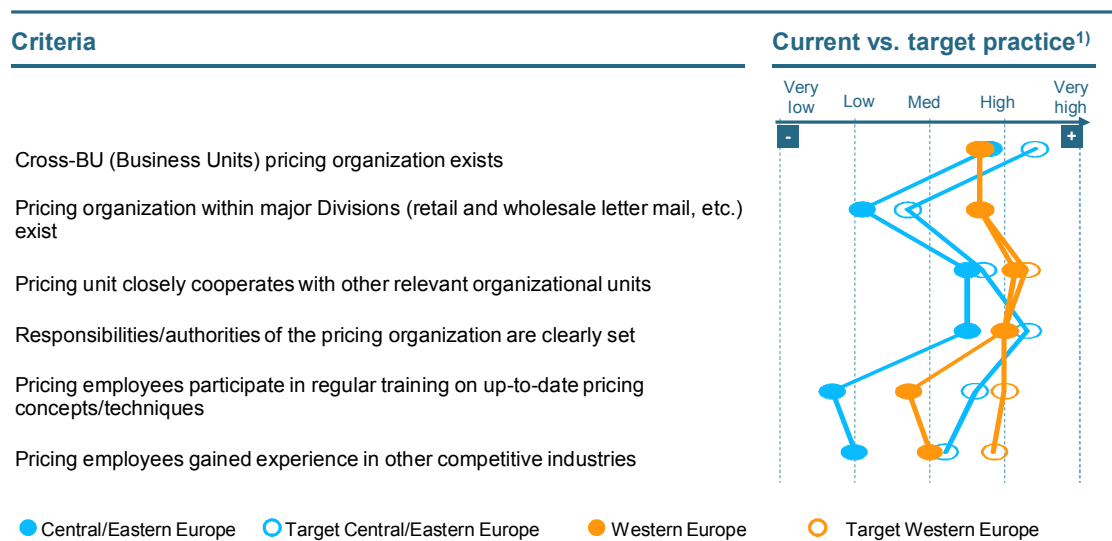 Criteria
Current vs. target practice1)
Very low
Low
Med
High
Very high
-
+
Cross-BU (Business Units) pricing organization exists
Pricing organization within major Divisions (retail and wholesale letter mail, etc.)
exist
Pricing unit closely cooperates with other relevant organizational units
Responsibilities/authorities of the pricing organization are clearly set
Pricing employees participate in regular training on up-to-date pricing
concepts/techniques
Pricing employees gained experience in other competitive industries
Central/Eastern Europe
Target Central/Eastern Europe
Western Europe
Target Western Europe